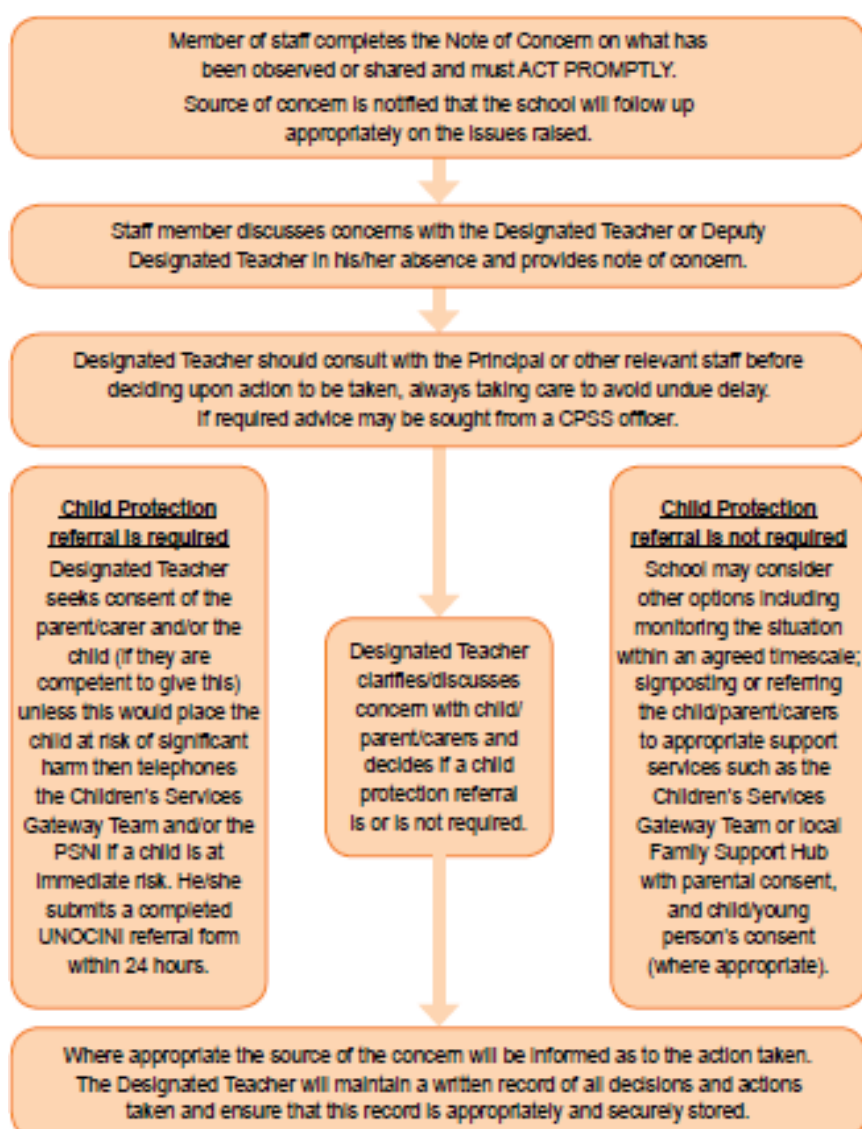 Member of staff completes the Note of Concern on what has
been observed or shared and must ACT PROMPTLY.
Source of concern is notified that the school will follow up
appropriately on the issues raised.
Staff member discusses concerns with the Designated Teacher or Deputy
Designated Teacher in his/her absence and provides note of concern.
Designated Teacher should consult with the Principal or other relevant staff before
deciding upon action to be taken, always taking care to avoid undue delay.
If required advice may be sought from a CPSS officer.
Child Protection
referral is required
Designated Teacher
seeks consent of the
parent/carer and/or the
child (if they are
competent to give this)
unless this would place the
child at risk of significant
harm then telephones
the Children's Services
Gateway Team and/or the
PSNI if a child is at
immediate risk. He/she
submits a completed
UNOCINI referral form
within 24 hours.
Designated Teacher
clarifies/discusses
concern with child/
parent/carers and
decides if a child
protection referral
is or is not required.
Child Protection
referral is not required
School may consider
other options including
monitoring the situation
within an agreed timescale;
signposting or referring
the child/parent/carers
to appropriate support
services such as the
Children's Services
Gateway Team or local
Family Support Hub
with parental consent,
and child/young
person's consent
(where appropriate).
Where appropriate the source of the concern will be informed as to the action taken.
The Designated Teacher will maintain a written record of all decisions and actions
taken and ensure that this record is appropriately and securely stored.